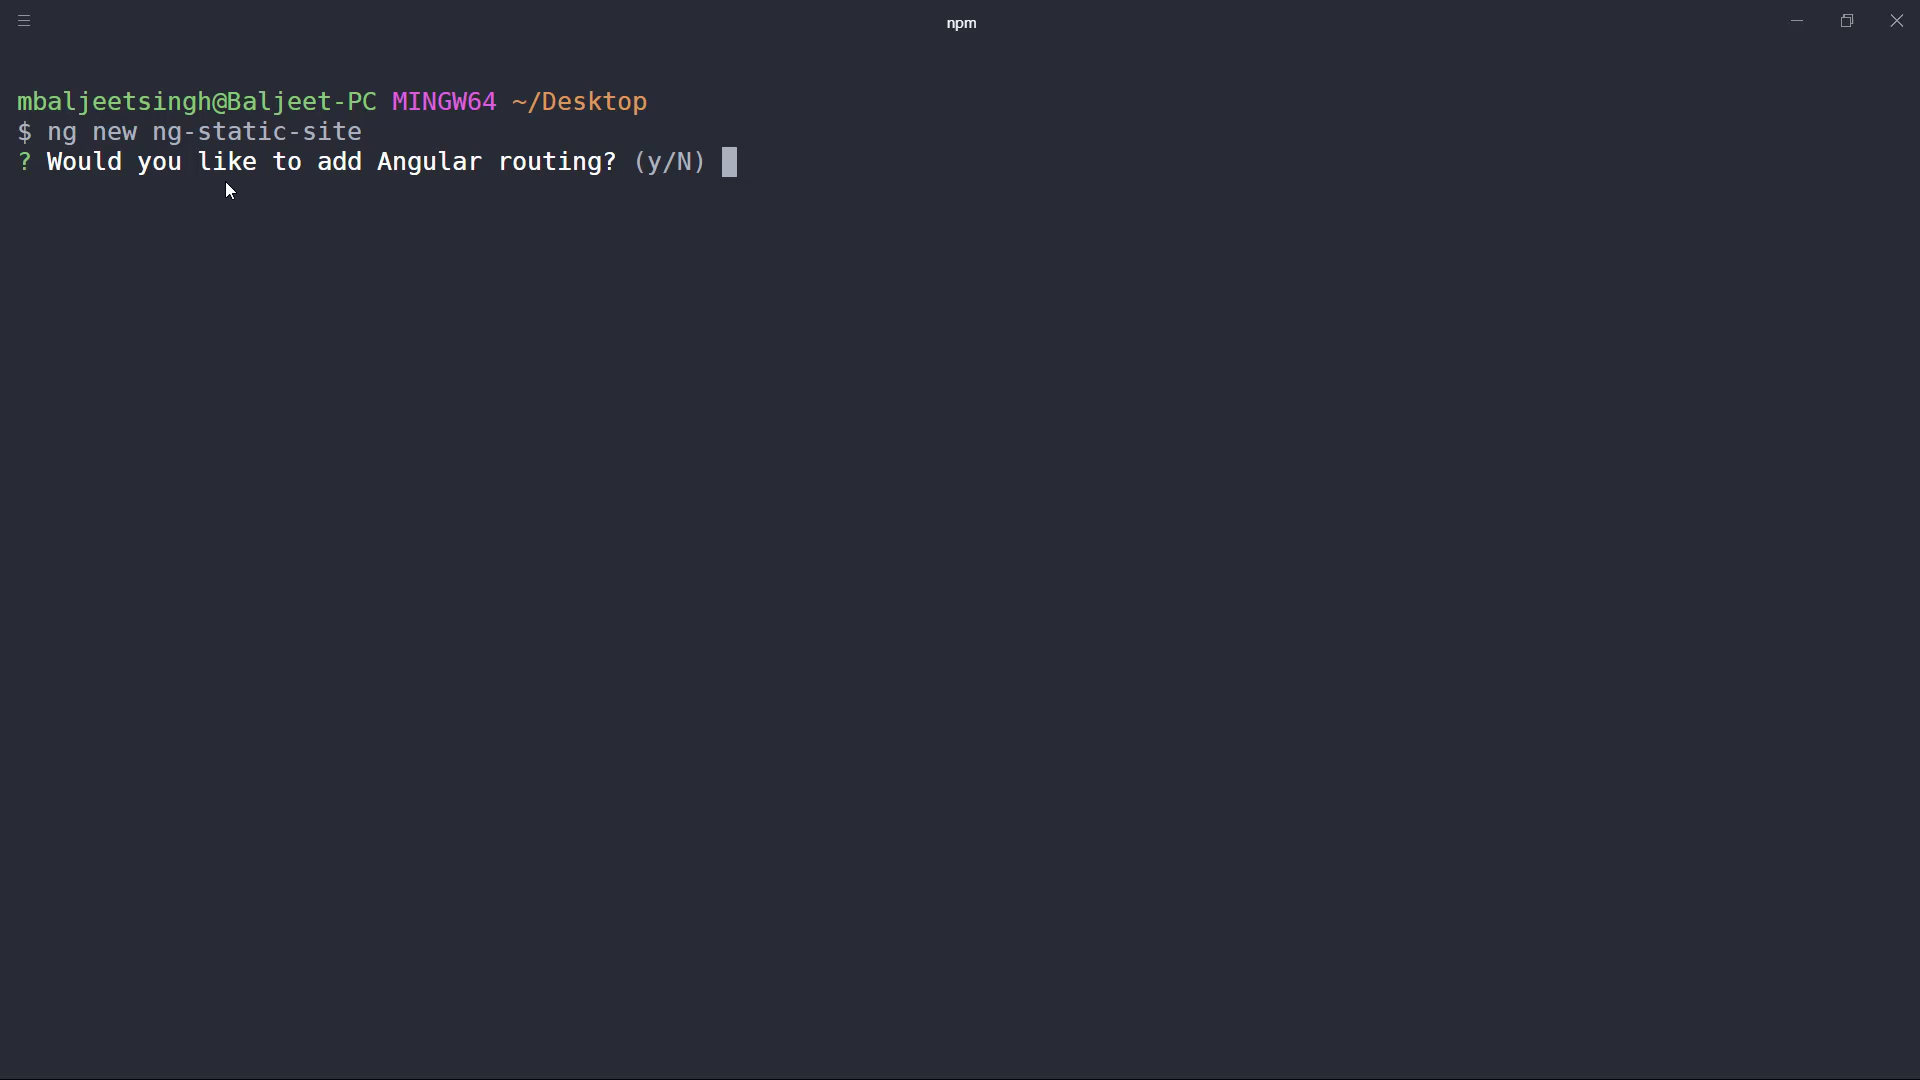 npm
mbaljeetsingh@Baljeet-PC MINGW64 ~/Desktop
$ ng new ng-static-site
? Would you like to add Angular routing? (y/N)